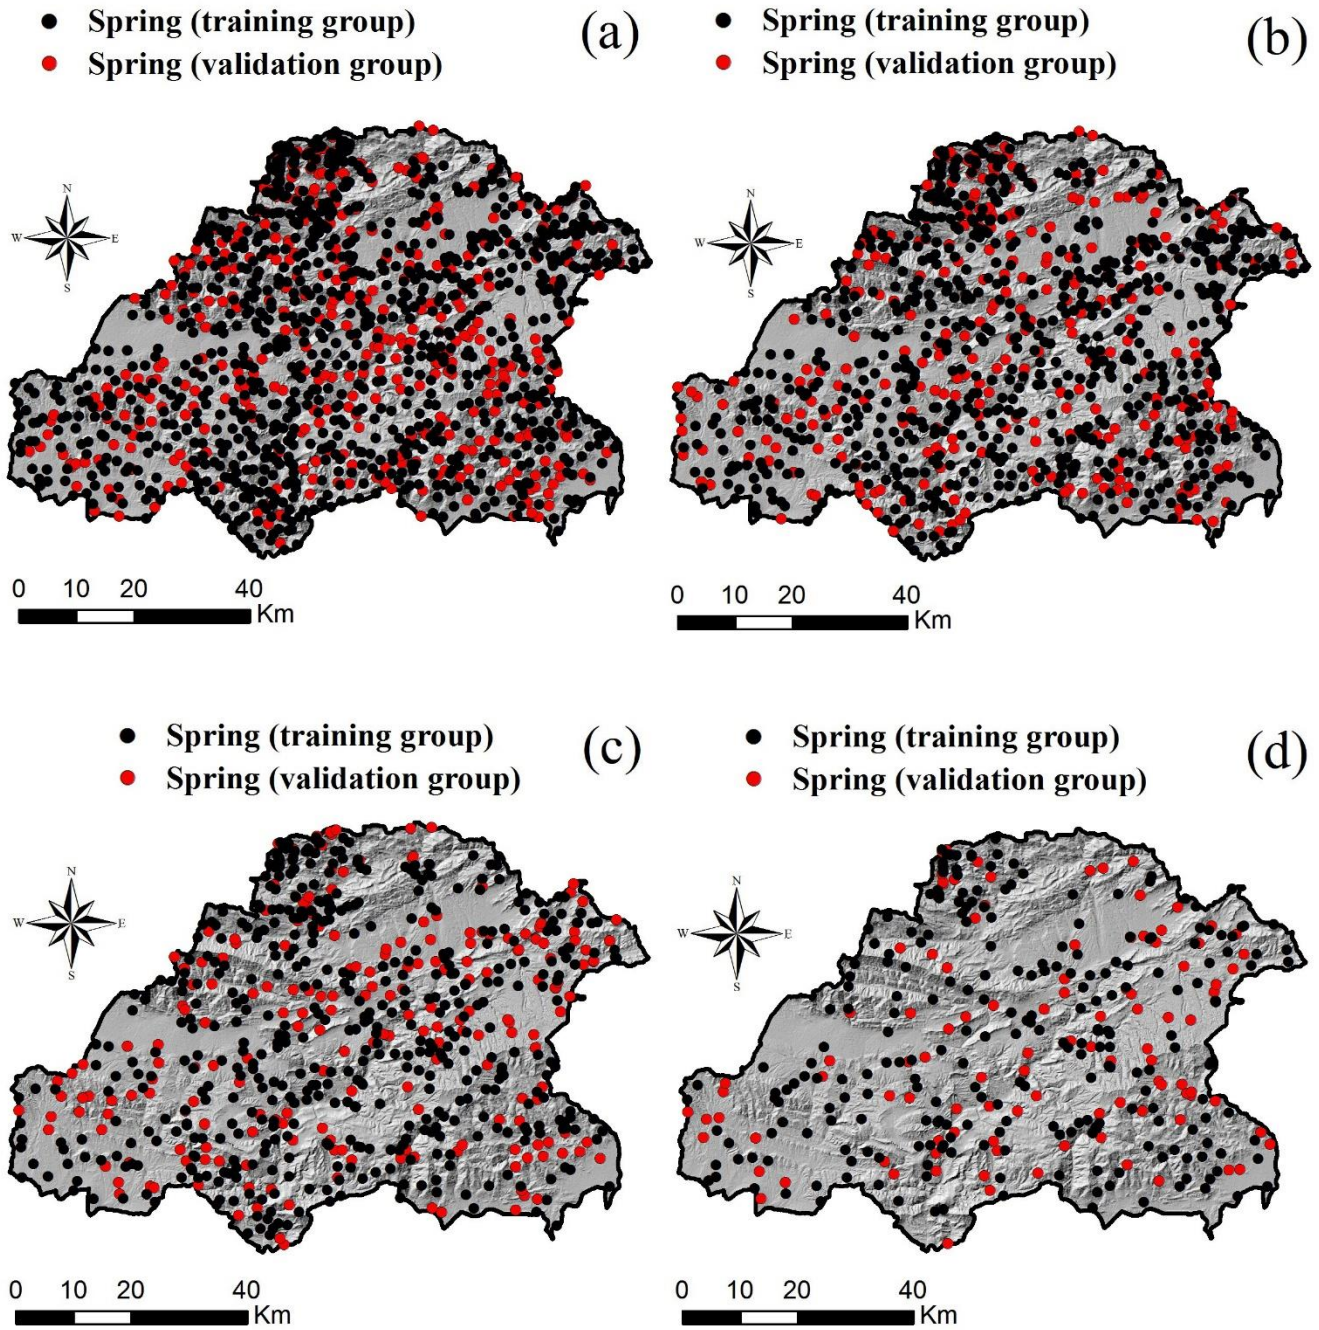 Spring (training group)
Spring (validation group)
(a)
N
W E
S
0 10 20 40
Km
Spring (training group)
Spring (validation group)
(b)
N
W E
S
0 10 20 40
Km
Spring (training group)
Spring (validation group)
(c)
N
W E
S
0 10 20 40
Km
Spring (training group)
Spring (validation group)
(d)
N
W E
S
0 10 20 40
Km